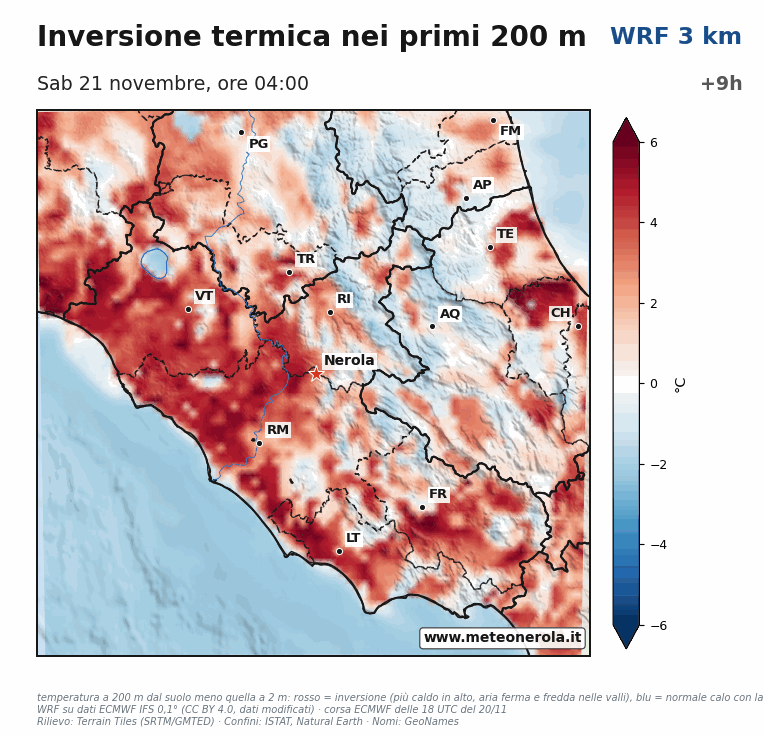 Inversione termica nei primi 200 m WRF 3 km
Sab 21 novembre, ore 04:00 +9h
FM
PG
AP
TE
TR
VT
RI
AQ
CH
Nerola
RM
FR
LT
www.meteonerola.it
6
4
2
0
−2
−4
−6
°C
temperatura a 200 m dal suolo meno quella a 2 m: rosso = inversione (più caldo in alto, aria ferma e fredda nelle valli), blu = normale calo con la
WRF su dati ECMWF IFS 0,1° (CC BY 4.0, dati modificati) · corsa ECMWF delle 18 UTC del 20/11
Rilievo: Terrain Tiles (SRTM/GMTED) · Confini: ISTAT, Natural Earth · Nomi: GeoNames